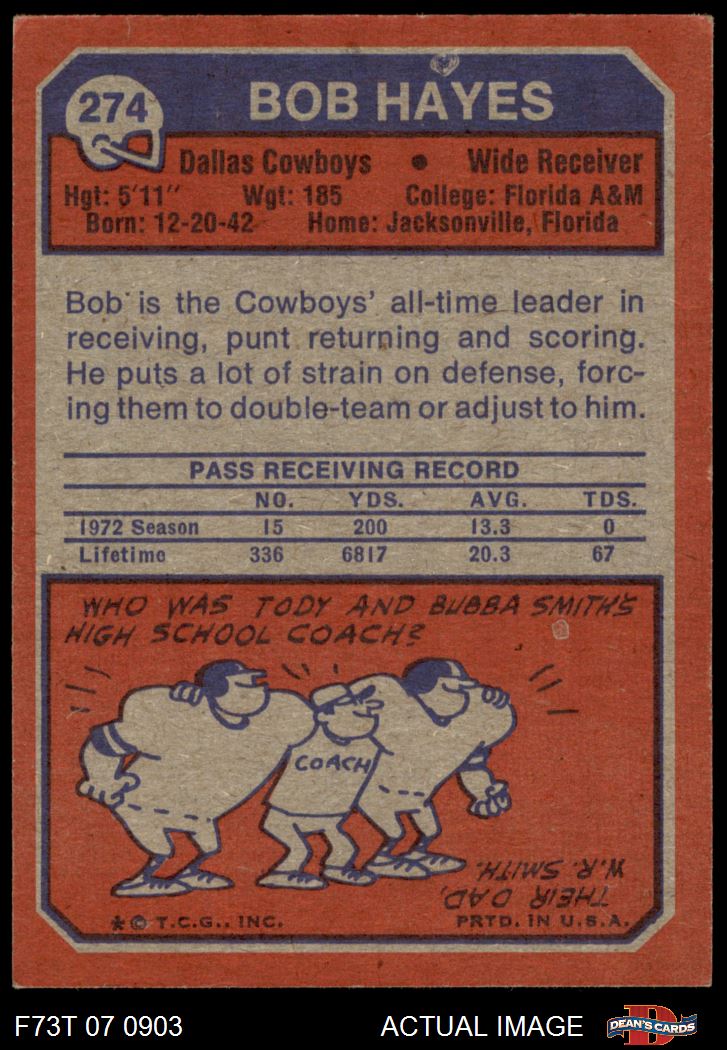 274
BOB HAYES
Dallas Cowboys • Wide Receiver
Hgt: 5'11" Wgt: 185 College: Florida A&M
Born: 12-20-42 Home: Jacksonville, Florida
Bob is the Cowboys' all-time leader in
receiving, punt returning and scoring.
He puts a lot of strain on defense, forc-
ing them to double-team or adjust to him.
PASS RECEIVING RECORD
NO. YDS. AVG. TDS.
1972 Season 15 200 13.3 0
Lifetime 336 6817 20.3 67
WHO WAS TODY AND BUBBA SMITH'S
HIGH SCHOOL COACH?
COACH
THEIR DAD,
W.R. SMITH.
* © T.C.G., INC. PRTD. IN U.S.A.
F73T 07 0903 ACTUAL IMAGE
DEAN'S CARDS